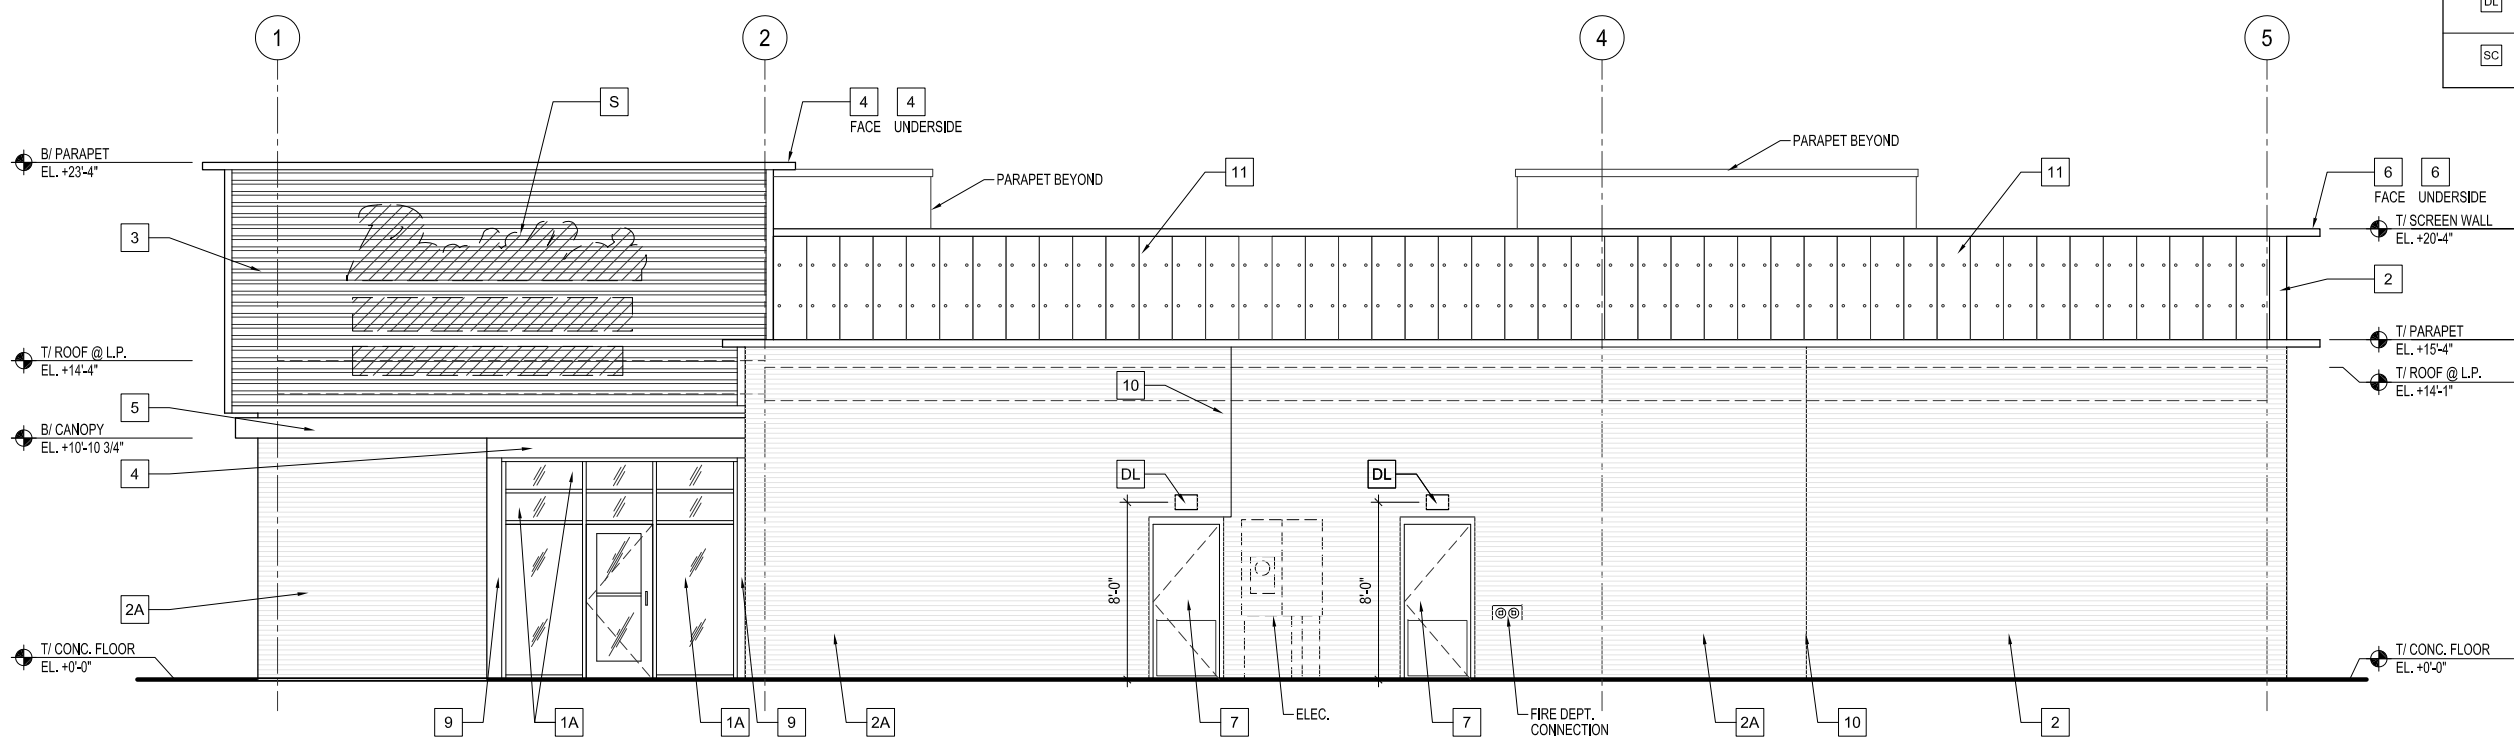 1
2
4
5
DL
SC
S
4 4
FACE UNDERSIDE
B/ PARAPET
EL. +23'-4"
PARAPET BEYOND
11
PARAPET BEYOND
11
6 6
FACE UNDERSIDE
T/ SCREEN WALL
EL. +20'-4"
3
2
T/ ROOF @ L.P.
EL. +14'-4"
T/ PARAPET
EL. +15'-4"
T/ ROOF @ L.P.
EL. +14'-1"
10
5
B/ CANOPY
EL. +10'-10 3/4"
4
DL
DL
8'-0"
8'-0"
2A
T/ CONC. FLOOR
EL. +0'-0"
T/ CONC. FLOOR
EL. +0'-0"
9
1A
1A
9
2A
7
ELEC.
7
FIRE DEPT.
CONNECTION
2A
10
2